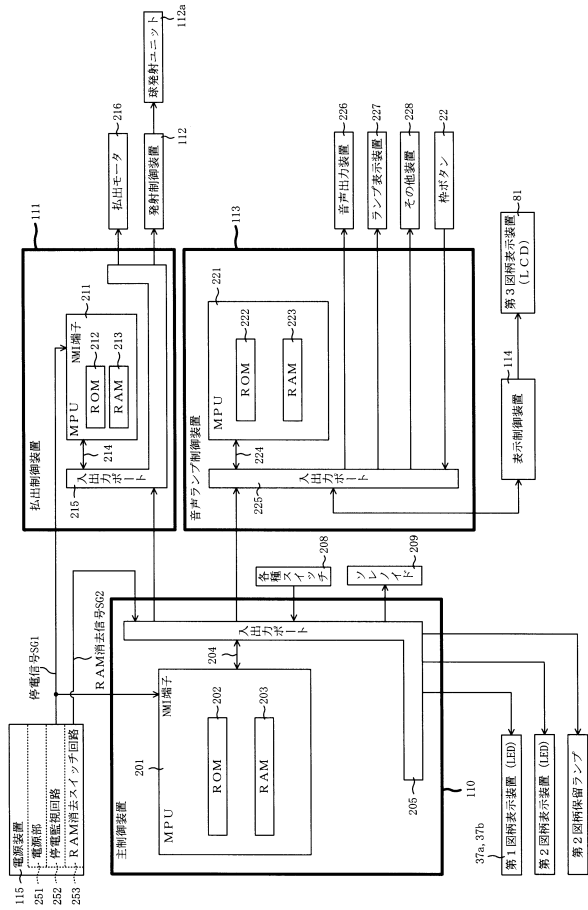 115
電源装置
251
電源部
252
停電監視回路
253
RAM消去スイッチ回路
停電信号SG1
RAM消去信号SG2
111
払出制御装置
211
MPU
NMI端子
ROM
212
RAM
213
214
215
入出力ポート
払出モータ
216
発射制御装置
112
球発射ユニット
112a
主制御装置
201
MPU
NMI端子
ROM
202
RAM
203
204
入出力ポート
205
110
各種スイッチ
208
ソレノイド
209
113
音声ランプ制御装置
221
MPU
ROM
222
RAM
223
224
225
入出力ポート
音声出力装置
226
ランプ表示装置
227
その他装置
228
枠ボタン
22
表示制御装置
114
第3図柄表示装置
(LCD)
81
37a, 37b
第1図柄表示装置(LED)
第2図柄表示装置(LED)
第2図柄保留ランプ